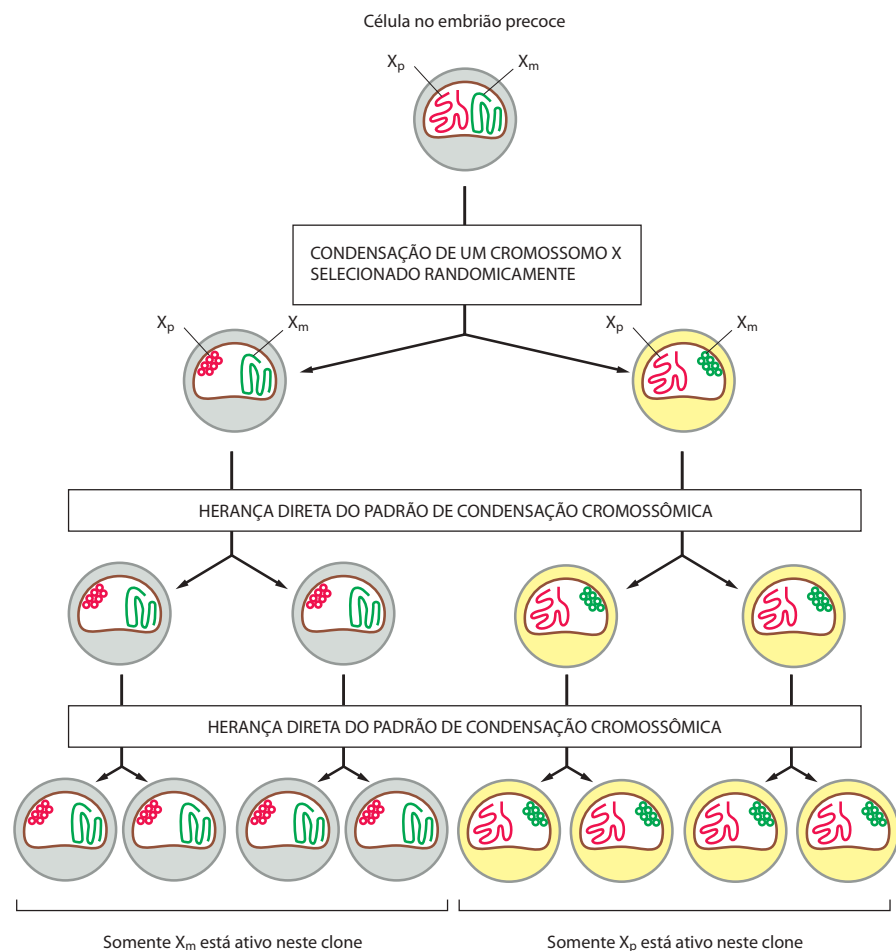 Célula no embrião precoce
Xp Xm
CONDENSAÇÃO DE UM CROMOSSOMO X
SELECIONADO RANDOMICAMENTE
Xp Xm Xp Xm
HERANÇA DIRETA DO PADRÃO DE CONDENSAÇÃO CROMOSSÔMICA
HERANÇA DIRETA DO PADRÃO DE CONDENSAÇÃO CROMOSSÔMICA
Somente Xm está ativo neste clone
Somente Xp está ativo neste clone